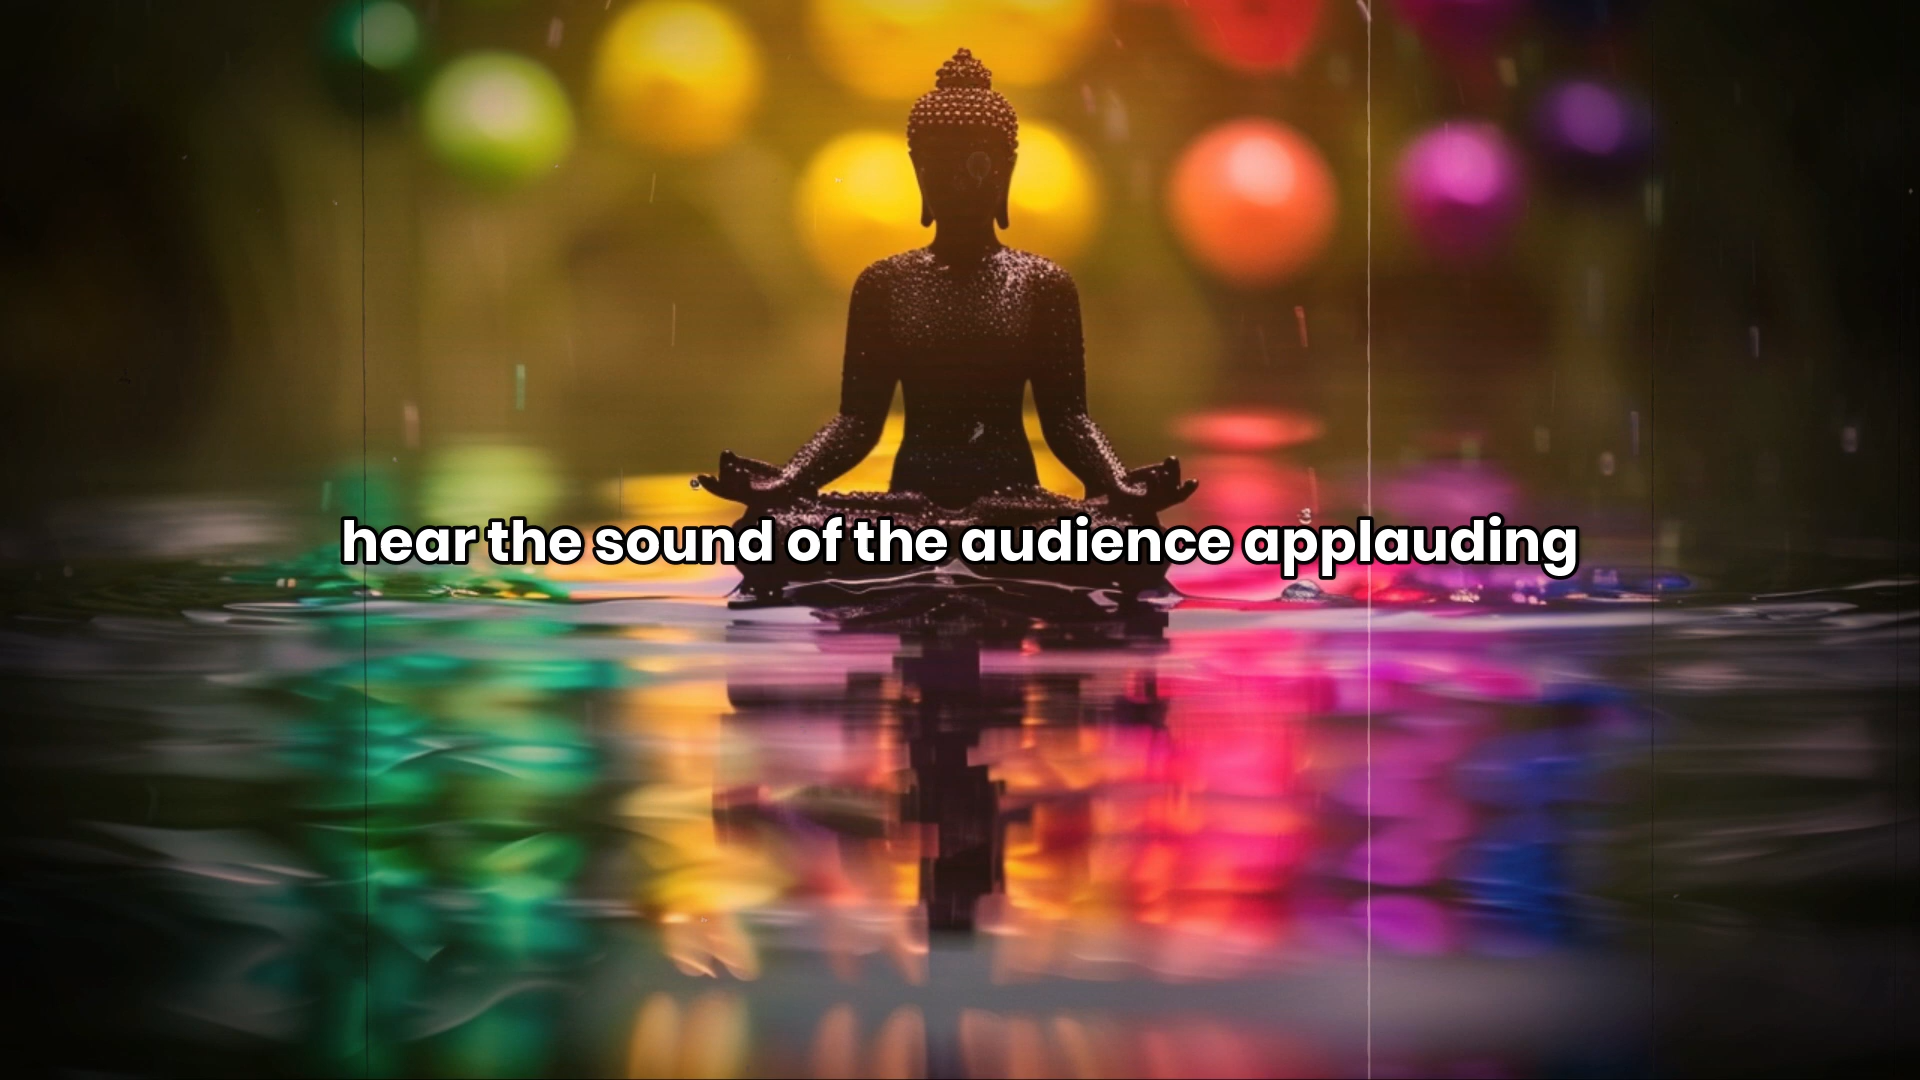 hear the sound of the audience applauding